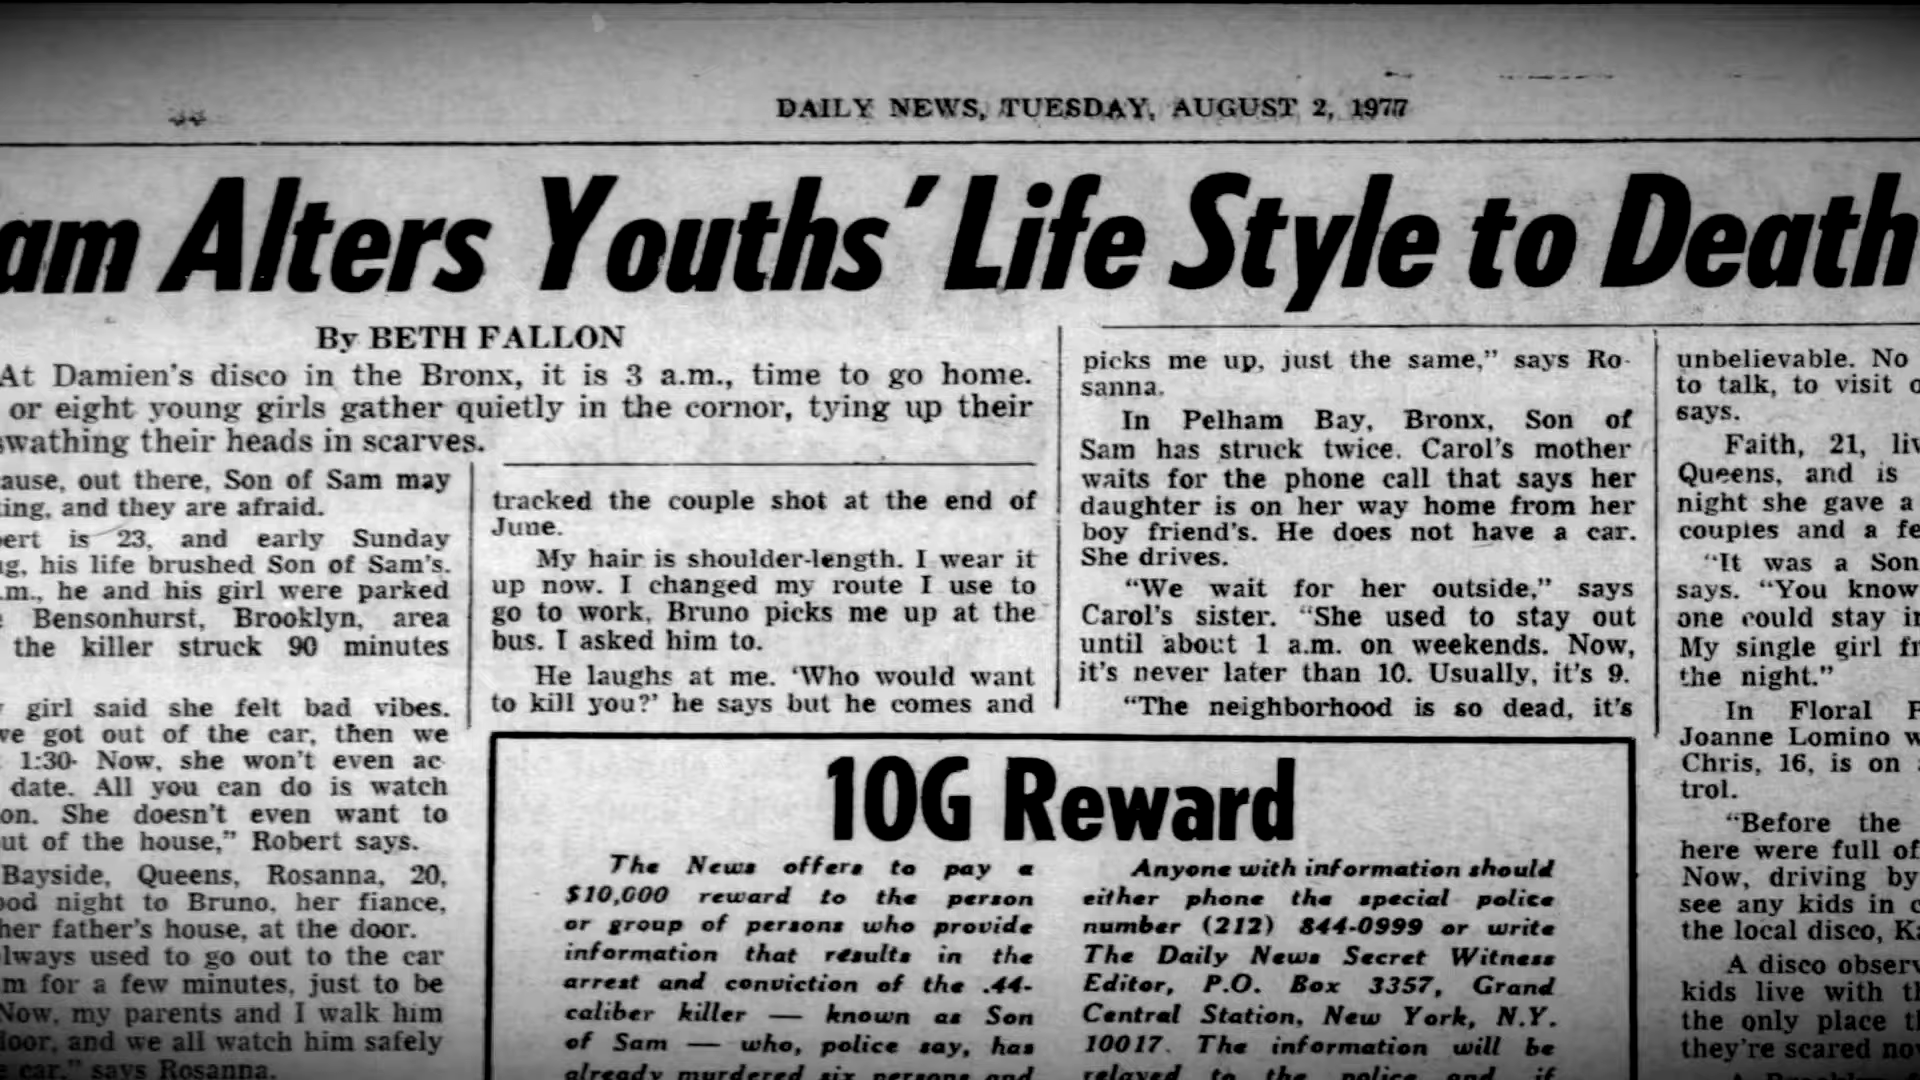 DAILY NEWS, TUESDAY, AUGUST 2, 1977
am Alters Youths' Life Style to Death
By BETH FALLON
At Damien's disco in the Bronx, it is 3 a.m., time to go home.
or eight young girls gather quietly in the cornor, tying up their
swathing their heads in scarves.
ause, out there, Son of Sam may
ing, and they are afraid.
ert is 23, and early Sunday
g, his life brushed Son of Sam's.
.m., he and his girl were parked
Bensonhurst, Brooklyn, area
the killer struck 90 minutes
girl said she felt bad vibes.
ve got out of the car, then we
1:30. Now, she won't even ac-
date. All you can do is watch
on. She doesn't even want to
ut of the house," Robert says.
Bayside, Queens, Rosanna, 20,
ood night to Bruno, her fiance,
her father's house, at the door.
lways used to go out to the car
m for a few minutes, just to be
Now, my parents and I walk him
door, and we all watch him safely
car," says Rosanna.
tracked the couple shot at the end of
June.
My hair is shoulder-length. I wear it
up now. I changed my route I use to
go to work, Bruno picks me up at the
bus. I asked him to.
He laughs at me. 'Who would want
to kill you?' he says but he comes and
picks me up, just the same," says Ro-
sanna.
In Pelham Bay, Bronx, Son of
Sam has struck twice. Carol's mother
waits for the phone call that says her
daughter is on her way home from her
boy friend's. He does not have a car.
She drives.
"We wait for her outside," says
Carol's sister. "She used to stay out
until about 1 a.m. on weekends. Now,
it's never later than 10. Usually, it's 9.
"The neighborhood is so dead, it's
unbelievable. No
to talk, to visit o
says.
Faith, 21, liv
Queens, and is
night she gave a
couples and a fe
"It was a Son
says. "You know
one could stay in
My single girl fr
the night."
In Floral P
Joanne Lomino w
Chris, 16, is on
trol.
"Before the
here were full of
Now, driving by
see any kids in c
the local disco, Ka
A disco observ
kids live with th
the only place th
they're scared now
10G Reward
The News offers to pay a
$10,000 reward to the person
or group of persons who provide
information that results in the
arrest and conviction of the .44-
caliber killer — known as Son
of Sam — who, police say, has
already murdered six persons and
Anyone with information should
either phone the special police
number (212) 844-0999 or write
The Daily News Secret Witness
Editor, P.O. Box 3357, Grand
Central Station, New York, N.Y.
10017. The information will be
relayed to the police and if